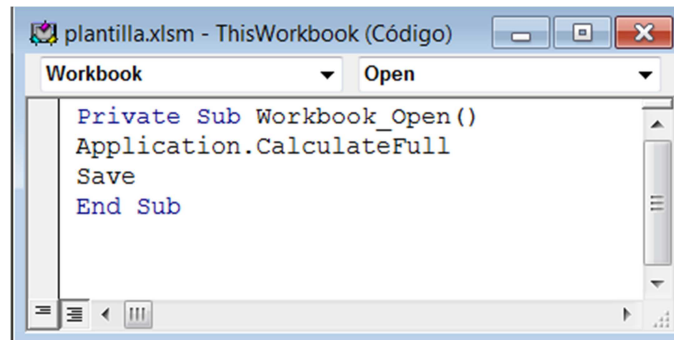 plantilla.xlsm - ThisWorkbook (Código)
Workbook Open
Private Sub Workbook_Open()
Application.CalculateFull
Save
End Sub